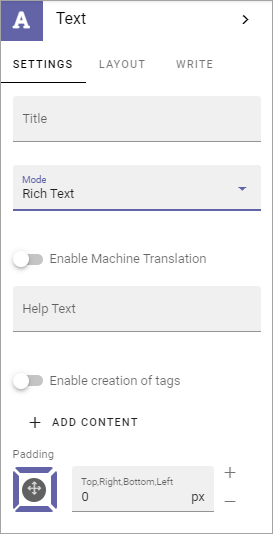 A
Text
SETTINGS LAYOUT WRITE
Title
Mode
Rich Text
Enable Machine Translation
Help Text
Enable creation of tags
+ ADD CONTENT
Padding
Top,Right,Bottom,Left
0 px